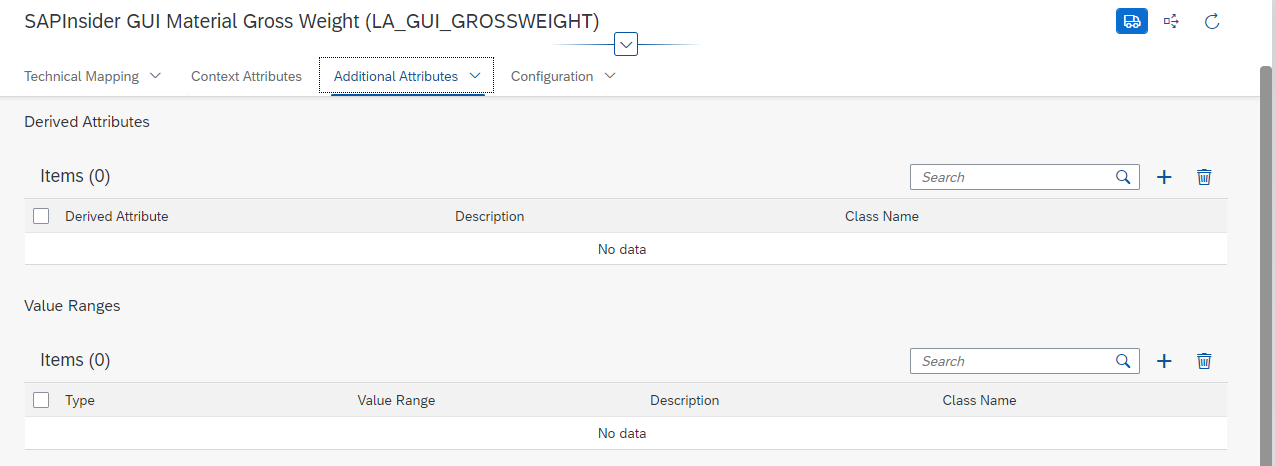 SAPInsider GUI Material Gross Weight (LA_GUI_GROSSWEIGHT)
Technical Mapping Context Attributes Additional Attributes Configuration
Derived Attributes
Items (0) Search
Derived Attribute Description Class Name
No data
Value Ranges
Items (0) Search
Type Value Range Description Class Name
No data